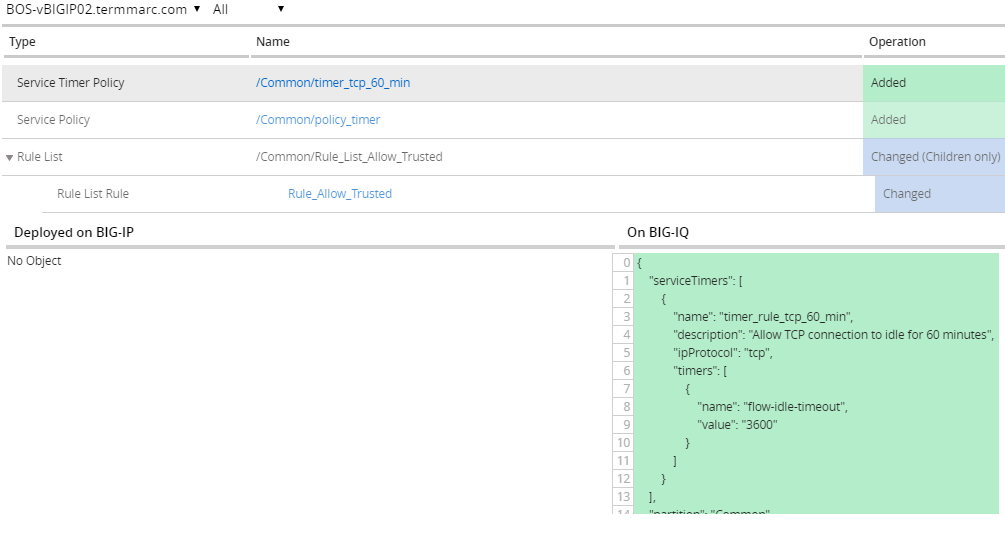 BOS-vBIGIP02.termmarc.com ▼ All ▼
Type Name Operation
Service Timer Policy /Common/timer_tcp_60_min Added
Service Policy /Common/policy_timer Added
Rule List /Common/Rule_List_Allow_Trusted Changed (Children only)
Rule List Rule Rule_Allow_Trusted Changed
Deployed on BIG-IP On BIG-IQ
No Object
0 {
1 "serviceTimers": [
2 {
3 "name": "timer_rule_tcp_60_min",
4 "description": "Allow TCP connection to idle for 60 minutes",
5 "ipProtocol": "tcp",
6 "timers": [
7 {
8 "name": "flow-idle-timeout",
9 "value": "3600"
10 }
11 ]
12 }
13 ],
14 "partition": "Common"